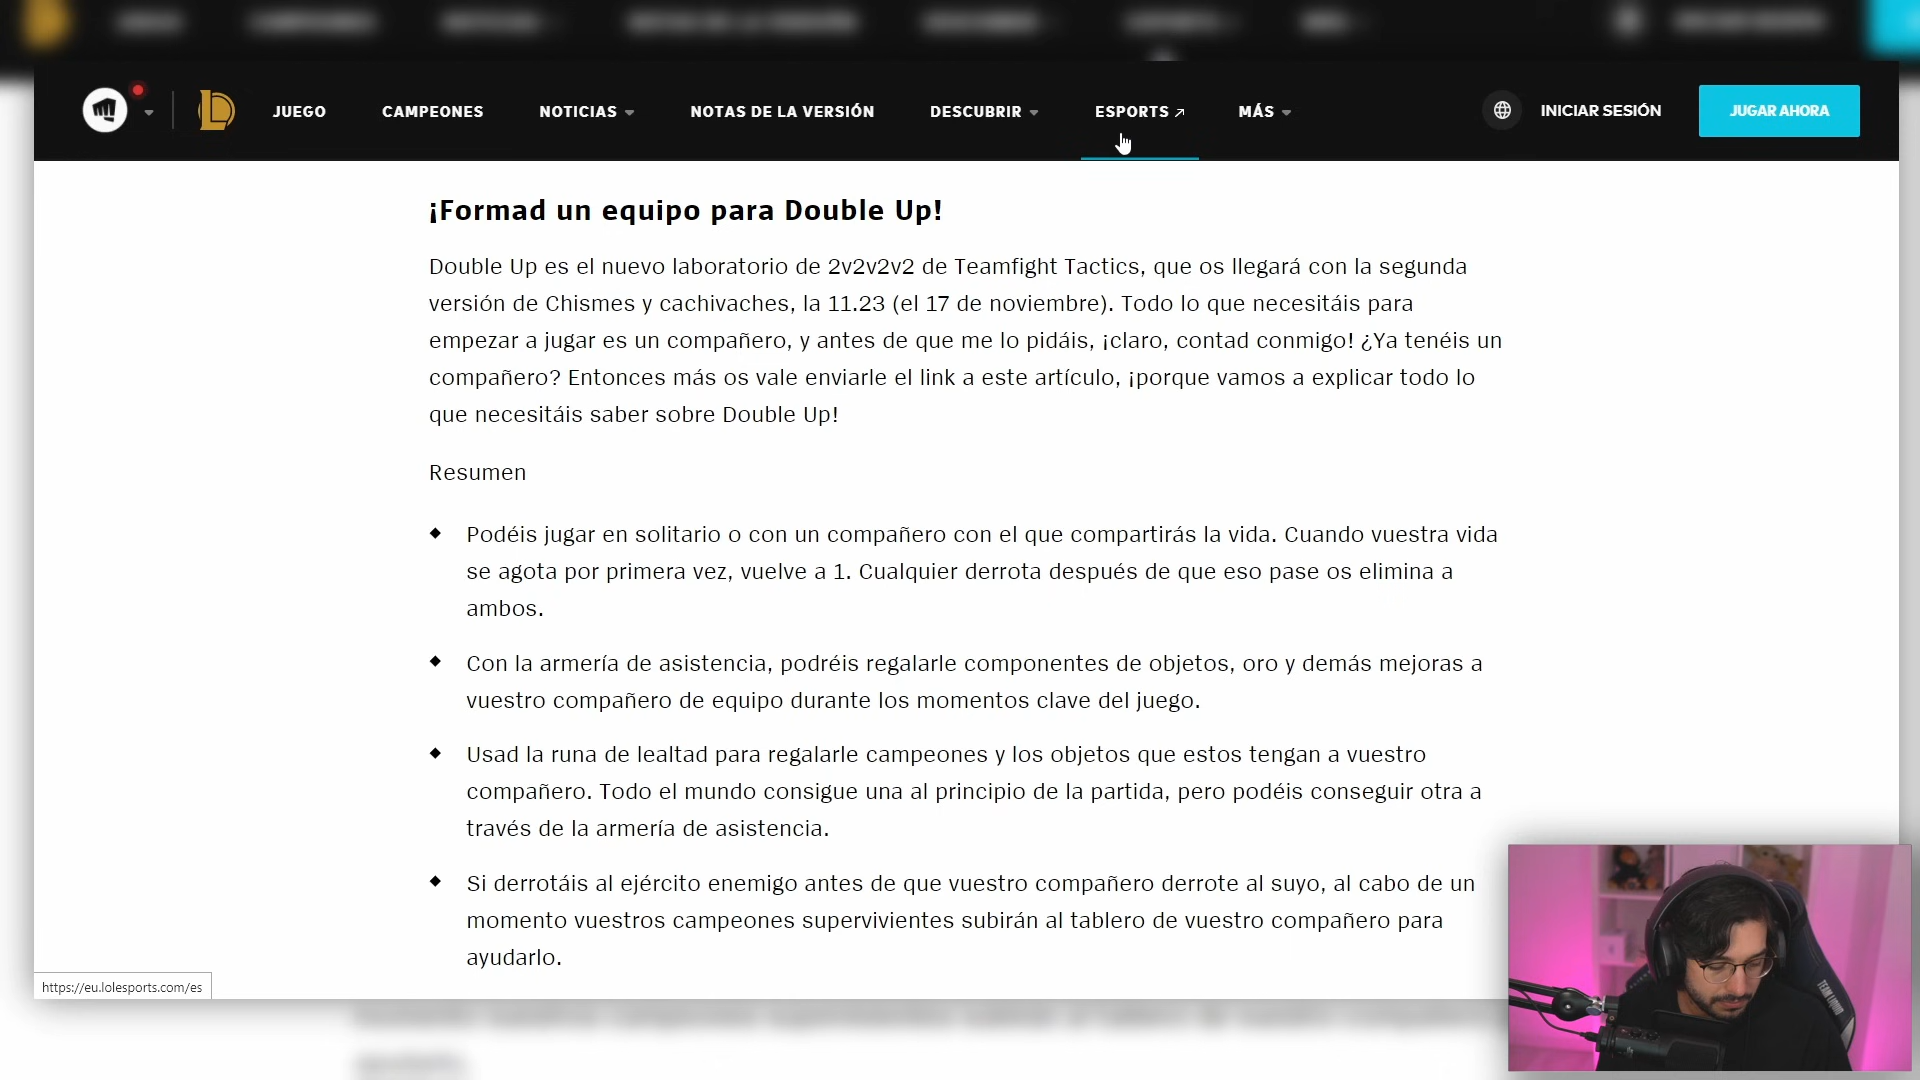 JUEGO CAMPEONES NOTICIAS NOTAS DE LA VERSIÓN DESCUBRIR ESPORTS MÁS INICIAR SESIÓN JUGAR AHORA
¡Formad un equipo para Double Up!
Double Up es el nuevo laboratorio de 2v2v2v2 de Teamfight Tactics, que os llegará con la segunda
versión de Chismes y cachivaches, la 11.23 (el 17 de noviembre). Todo lo que necesitáis para
empezar a jugar es un compañero, y antes de que me lo pidáis, ¡claro, contad conmigo! ¿Ya tenéis un
compañero? Entonces más os vale enviarle el link a este artículo, ¡porque vamos a explicar todo lo
que necesitáis saber sobre Double Up!
Resumen
Podéis jugar en solitario o con un compañero con el que compartirás la vida. Cuando vuestra vida
se agota por primera vez, vuelve a 1. Cualquier derrota después de que eso pase os elimina a
ambos.
Con la armería de asistencia, podréis regalarle componentes de objetos, oro y demás mejoras a
vuestro compañero de equipo durante los momentos clave del juego.
Usad la runa de lealtad para regalarle campeones y los objetos que estos tengan a vuestro
compañero. Todo el mundo consigue una al principio de la partida, pero podéis conseguir otra a
través de la armería de asistencia.
Si derrotáis al ejército enemigo antes de que vuestro compañero derrote al suyo, al cabo de un
momento vuestros campeones supervivientes subirán al tablero de vuestro compañero para
ayudarlo.
https://eu.lolesports.com/es
TEAM LIQUID